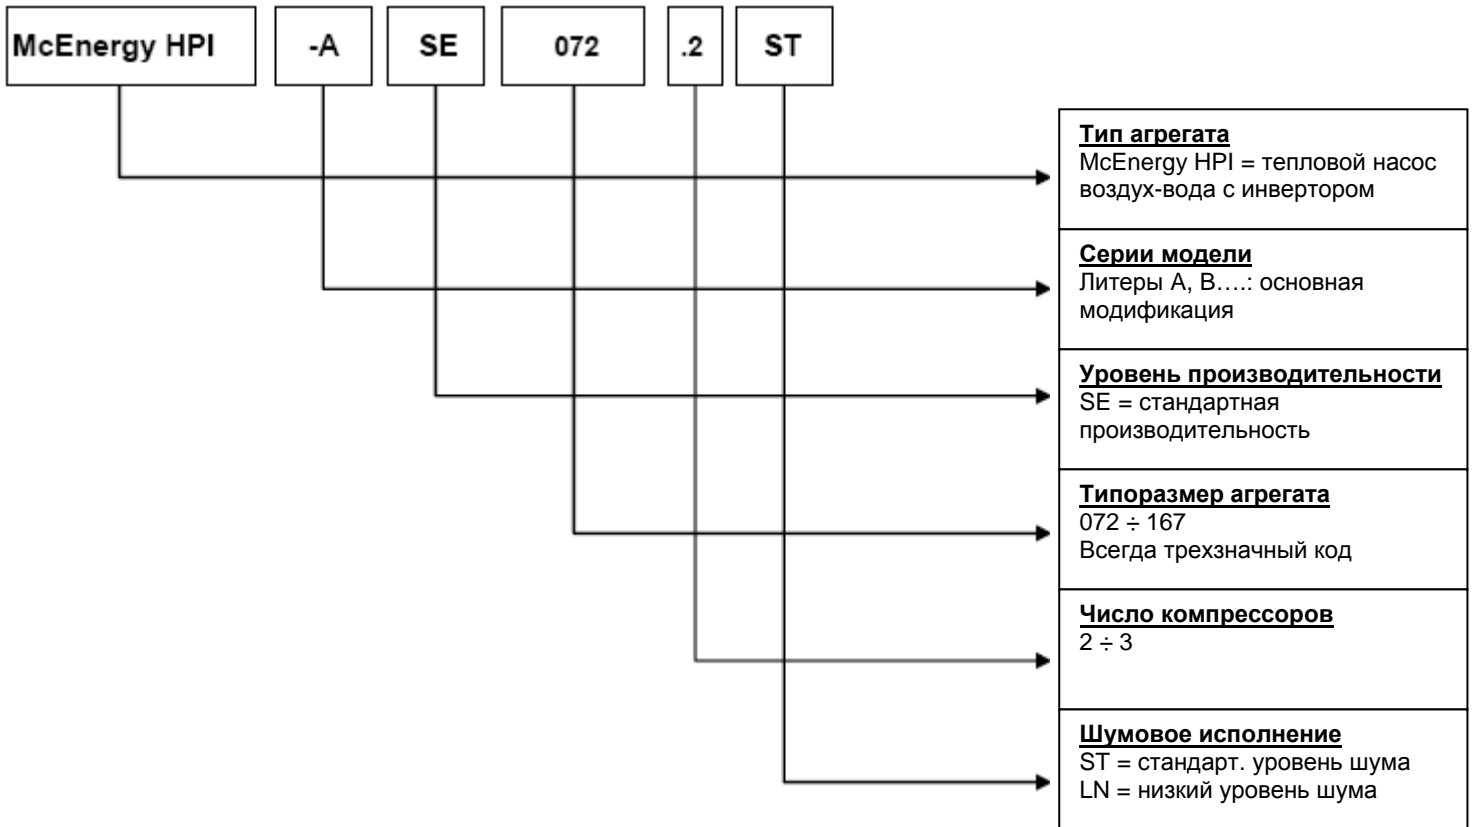 McEnergy HPI -A SE 072 .2 ST
Тип агрегата
McEnergy HPI = тепловой насос
воздух-вода с инвертором
Серии модели
Литеры А, В….: основная
модификация
Уровень производительности
SE = стандартная
производительность
Типоразмер агрегата
072 ÷ 167
Всегда трехзначный код
Число компрессоров
2 ÷ 3
Шумовое исполнение
ST = стандарт. уровень шума
LN = низкий уровень шума